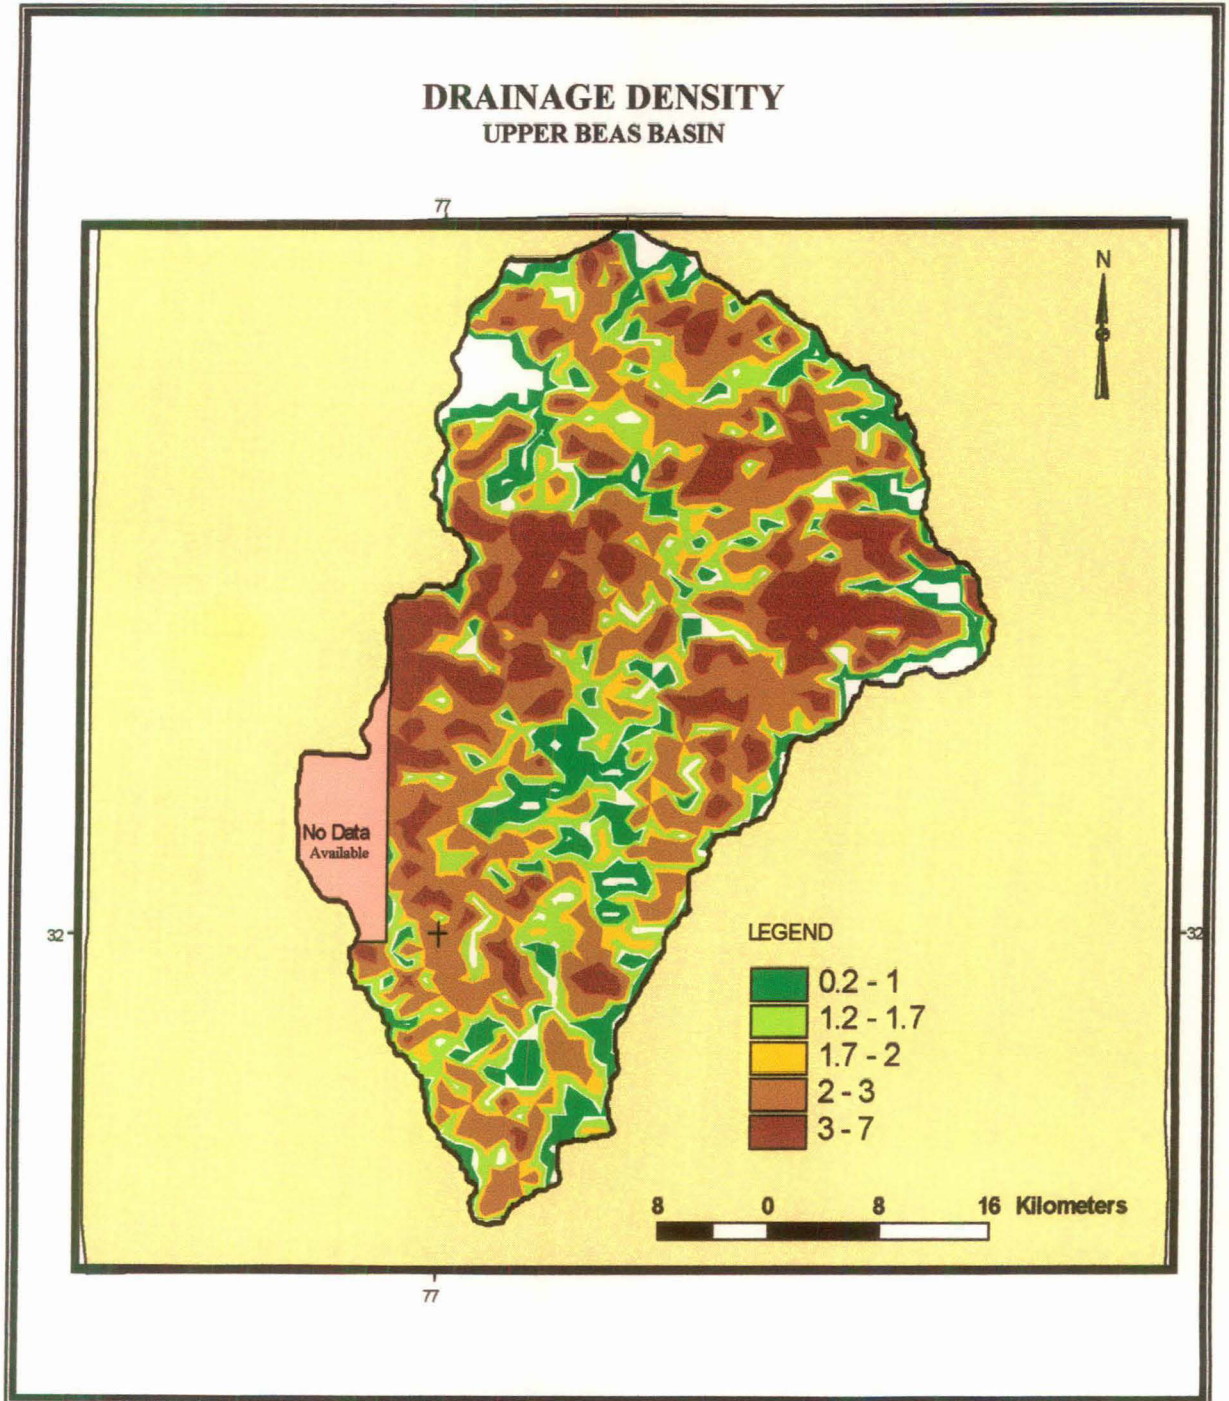 DRAINAGE DENSITY
UPPER BEAS BASIN
77
N
No Data
Available
32
32
LEGEND
0.2 - 1
1.2 - 1.7
1.7 - 2
2 - 3
3 - 7
8 0 8 16 Kilometers
77